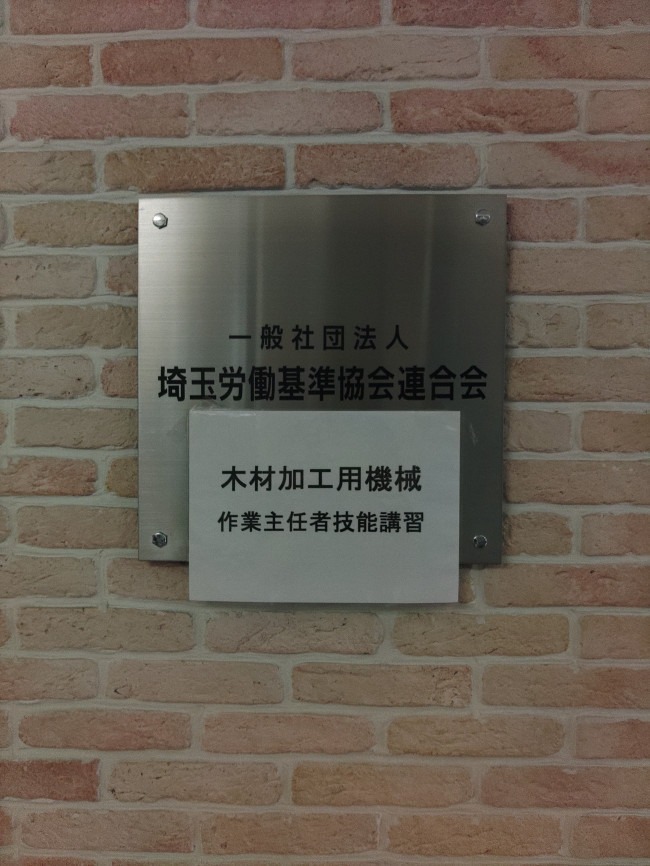 一般社団法人
埼玉労働基準協会連合会
木材加工用機械
作業主任者技能講習